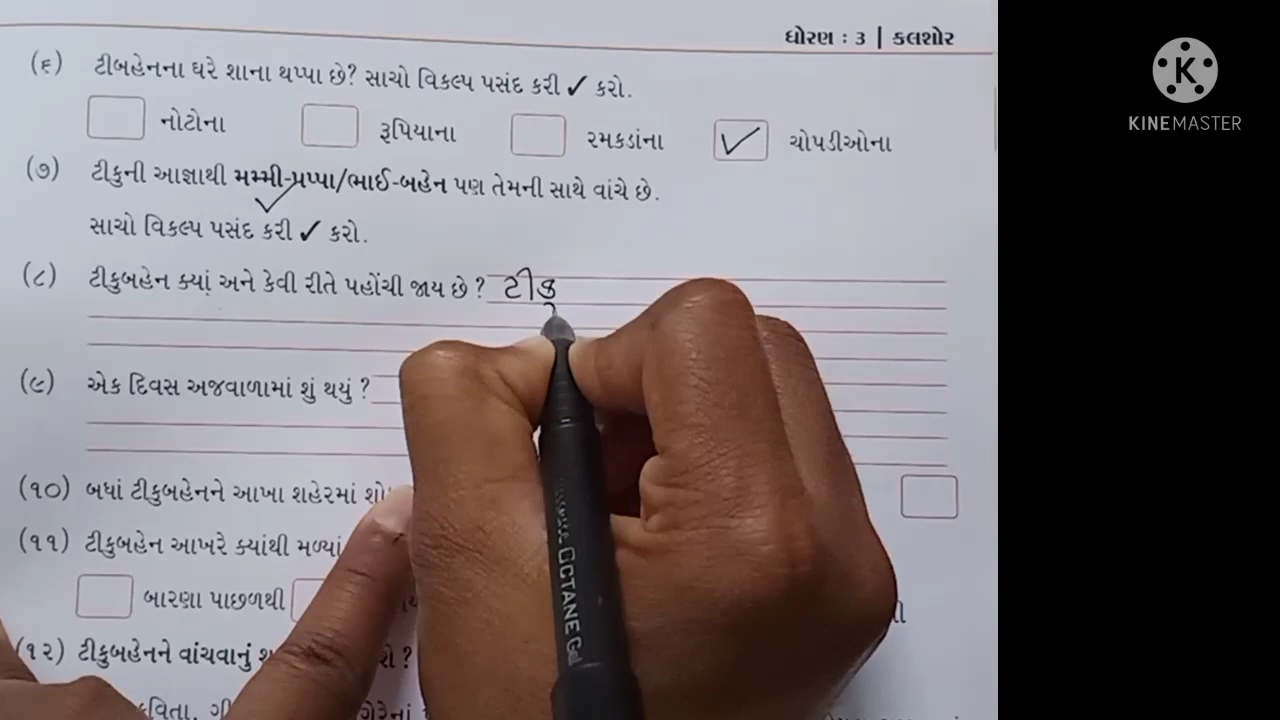 ધોરણ : ૩ | કલશોર
(૬) ટીબહેનના ઘરે શાના થપ્પા છે? સાચો વિકલ્પ પસંદ કરી ✓ કરો.
નોટોના રૂપિયાના રમકડાંના ✓ ચોપડીઓના
(૭) ટીકુની આજ્ઞાથી મમ્મી-પપ્પા/ભાઈ-બહેન પણ તેમની સાથે વાંચે છે.
સાચો વિકલ્પ પસંદ કરી ✓ કરો.
(૮) ટીકુબહેન ક્યાં અને કેવી રીતે પહોંચી જાય છે ? ટીકુ
(૯) એક દિવસ અજવાળામાં શું થયું ?
(૧૦) બધાં ટીકુબહેનને આખા શહેરમાં
(૧૧) ટીકુબહેન આખરે ક્યાંથી મળ્યાં
બારણા પાછળથી
(૧૨) ટીકુબહેનને વાંચવાનું
KINEMASTER